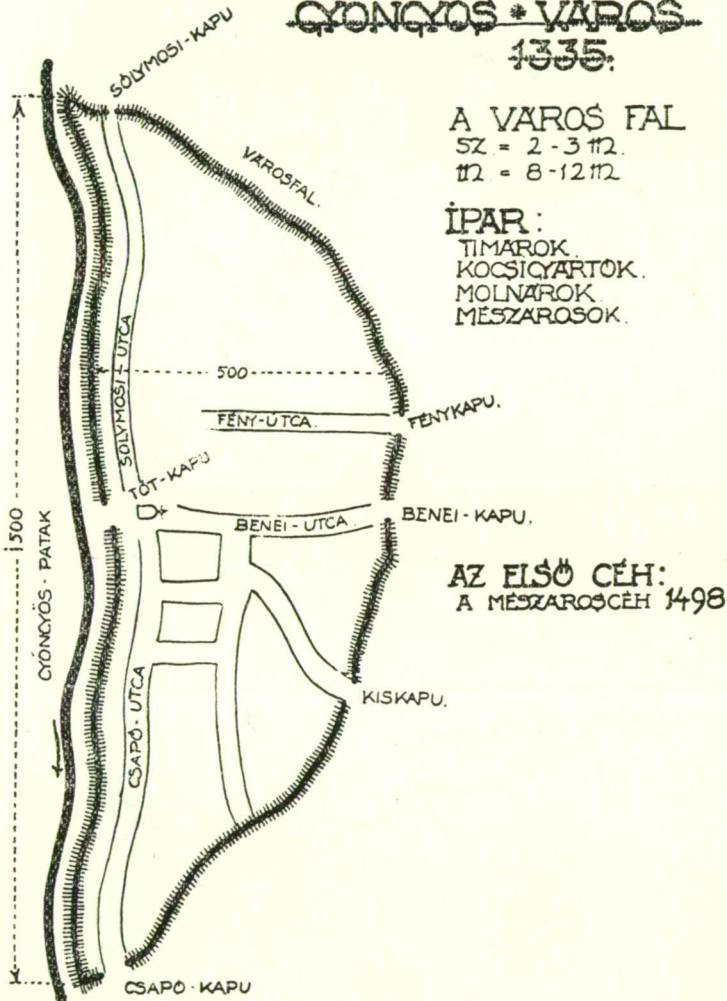 GYÖNGYÖS * VÁROS
1335.
A VÁROS FAL
SZ = 2-3 m.
m = 8-12 m
IPAR:
TIMÁROK.
KOCSIGYÁRTÓK.
MOLNÁROK.
MÉSZÁROSOK.
AZ ELSŐ CÉH:
A MÉSZÁROSCÉH 1498
SÓLYMOSI-KAPU
VÁROSFAL.
SÓLYMOSI-UTCA
500
FÉNY-UTCA.
FÉNYKAPU.
TÓT-KAPU
BENEI-UTCA.
BENEI-KAPU.
1500
GYÖNGYÖS-PATAK
CSAPÓ-UTCA
KISKAPU.
CSAPÓ-KAPU